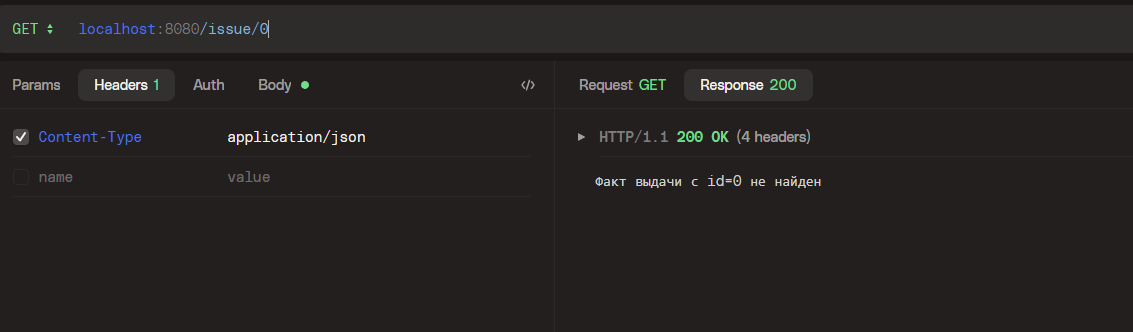 GET localhost:8080/issue/0
Params Headers 1 Auth Body
Request GET Response 200
Content-Type application/json
name value
HTTP/1.1 200 OK (4 headers)
Факт выдачи с id=0 не найден